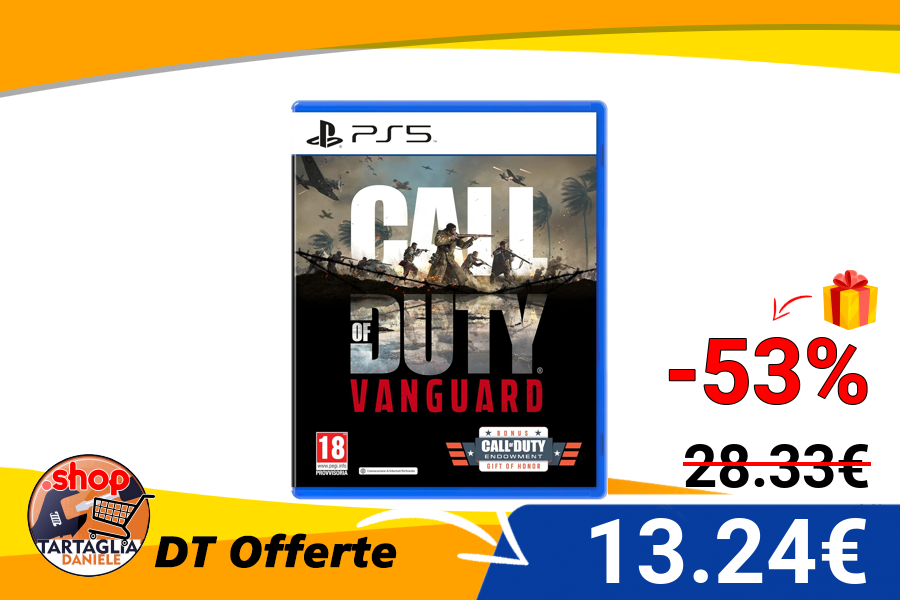 PS5
CALL
OF DUTY
VANGUARD
18
www.pegi.info
PROVVISORIA
BONUS
CALL OF DUTY
ENDOWMENT
GIFT OF HONOR
-53%
28.33€
13.24€
.shop
TARTAGLIA
DANIELE
DT Offerte